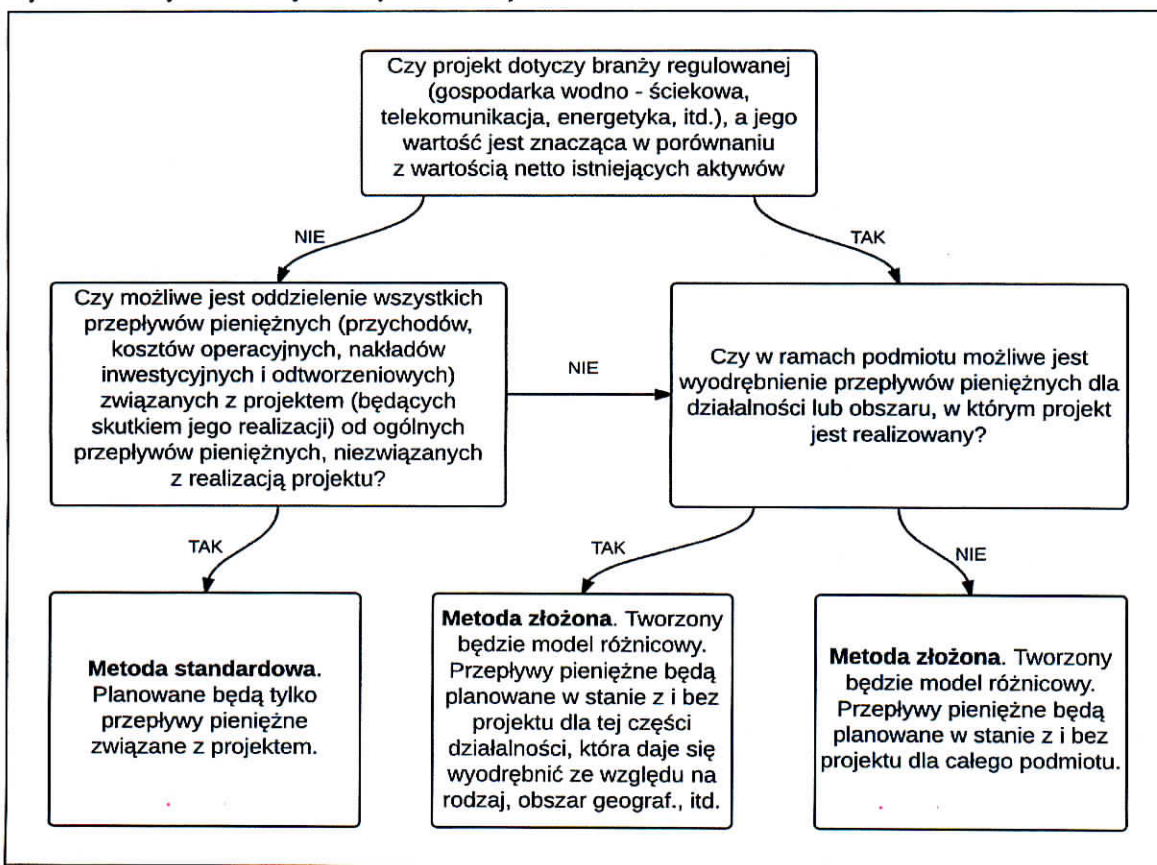 Czy projekt dotyczy branży regulowanej
(gospodarka wodno - ściekowa,
telekomunikacja, energetyka, itd.), a jego
wartość jest znacząca w porównaniu
z wartością netto istniejących aktywów
NIE
TAK
Czy możliwe jest oddzielenie wszystkich
przepływów pieniężnych (przychodów,
kosztów operacyjnych, nakładów
inwestycyjnych i odtworzeniowych)
związanych z projektem (będących
skutkiem jego realizacji) od ogólnych
przepływów pieniężnych, niezwiązanych
z realizacją projektu?
NIE
Czy w ramach podmiotu możliwe jest
wyodrębnienie przepływów pieniężnych dla
działalności lub obszaru, w którym projekt
jest realizowany?
TAK
TAK
NIE
Metoda standardowa.
Planowane będą tylko
przepływy pieniężne
związane z projektem.
Metoda złożona. Tworzony
będzie model różnicowy.
Przepływy pieniężne będą
planowane w stanie z i bez
projektu dla tej części
działalności, która daje się
wyodrębnić ze względu na
rodzaj, obszar geograf., itd.
Metoda złożona. Tworzony
będzie model różnicowy.
Przepływy pieniężne będą
planowane w stanie z i bez
projektu dla całego podmiotu.